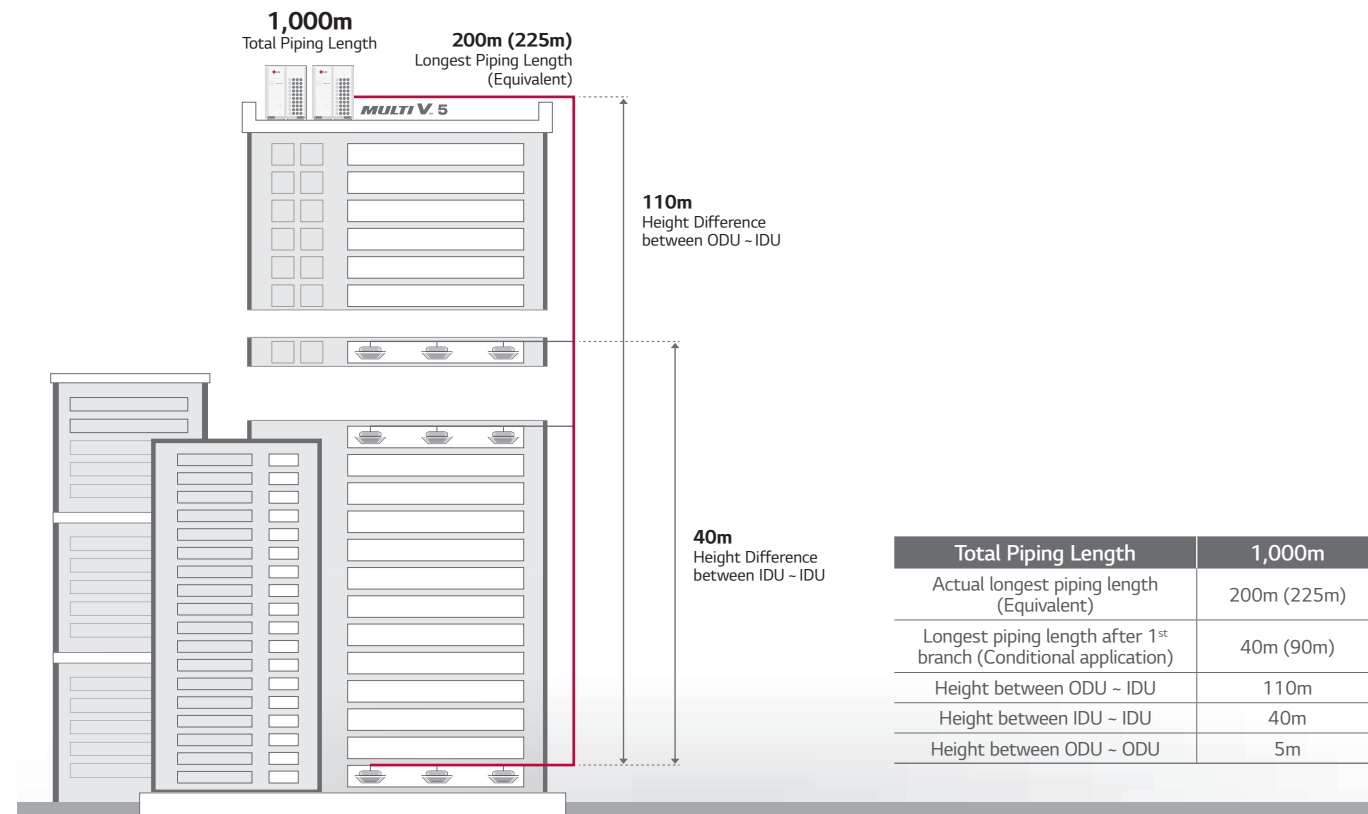 1,000m
Total Piping Length
200m (225m)
Longest Piping Length
(Equivalent)
MULTI V™ 5
110m
Height Difference
between ODU ~ IDU
40m
Height Difference
between IDU ~ IDU
Total Piping Length 1,000m
Actual longest piping length
(Equivalent) 200m (225m)
Longest piping length after 1st
branch (Conditional application) 40m (90m)
Height between ODU ~ IDU 110m
Height between IDU ~ IDU 40m
Height between ODU ~ ODU 5m